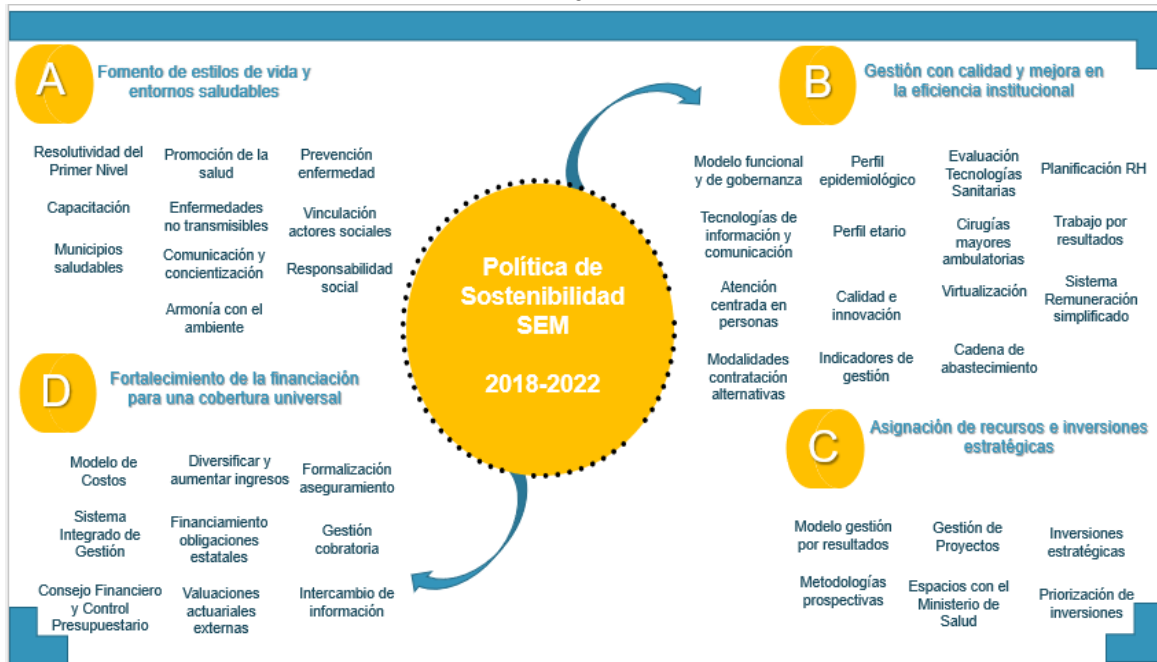 A
Fomento de estilos de vida y
entornos saludables
Resolutividad del
Primer Nivel
Promoción de la
salud
Prevención
enfermedad
Capacitación
Enfermedades
no transmisibles
Vinculación
actores sociales
Municipios
saludables
Comunicación y
concientización
Responsabilidad
social
Armonía con el
ambiente
B
Gestión con calidad y mejora en
la eficiencia institucional
Modelo funcional
y de gobernanza
Perfil
epidemiológico
Evaluación
Tecnologías
Sanitarias
Planificación RH
Tecnologías de
información y
comunicación
Perfil etario
Cirugías
mayores
ambulatorias
Trabajo por
resultados
Atención
centrada en
personas
Calidad e
innovación
Virtualización
Sistema
Remuneración
simplificado
Modalidades
contratación
alternativas
Indicadores de
gestión
Cadena de
abastecimiento
Política de
Sostenibilidad
SEM
2018-2022
C
Asignación de recursos e inversiones
estratégicas
Modelo gestión
por resultados
Gestión de
Proyectos
Inversiones
estratégicas
Metodologías
prospectivas
Espacios con el
Ministerio de
Salud
Priorización de
inversiones
D
Fortalecimiento de la financiación
para una cobertura universal
Modelo de
Costos
Diversificar y
aumentar ingresos
Formalización
aseguramiento
Sistema
Integrado de
Gestión
Financiamiento
obligaciones
estatales
Gestión
cobratoria
Consejo Financiero
y Control
Presupuestario
Valuaciones
actuariales
externas
Intercambio de
información